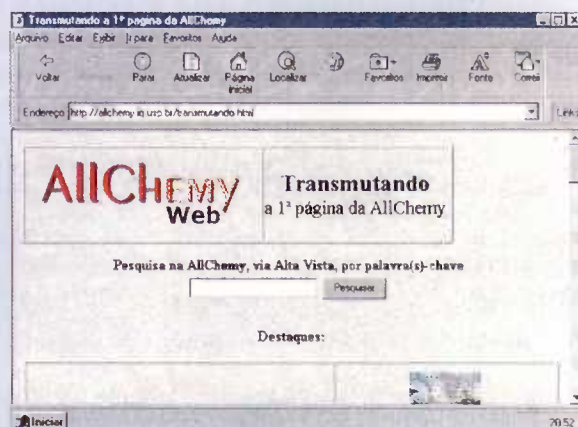 Transmutando a 1ª pagina da AllChemy
Arquivo Editar Exibir Ir para Favoritos Ajuda
Voltar Parar Atualizar Página Inicial Localizar Favoritos Imprimir Fonte Correi
Endereço http://allchemy.iq.usp.br/transmutando.html Link
AllCHEMY
Web
Transmutando
a 1ª página da AllChemy
Pesquisa na AllChemy, via Alta Vista, por palavra(s)-chave
Pesquisar
Destaques:
Iniciar 20:52